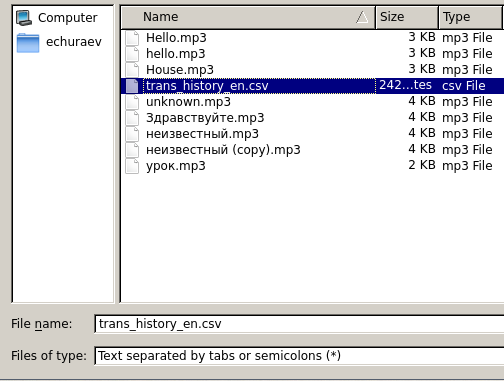 Computer
echuraev
Name Size Type
Hello.mp3 3 KB mp3 File
hello.mp3 3 KB mp3 File
House.mp3 3 KB mp3 File
trans_history_en.csv 242...tes csv File
unknown.mp3 4 KB mp3 File
Здравствуйте.mp3 4 KB mp3 File
неизвестный.mp3 4 KB mp3 File
неизвестный (copy).mp3 4 KB mp3 File
урок.mp3 2 KB mp3 File
File name: trans_history_en.csv
Files of type: Text separated by tabs or semicolons (*)